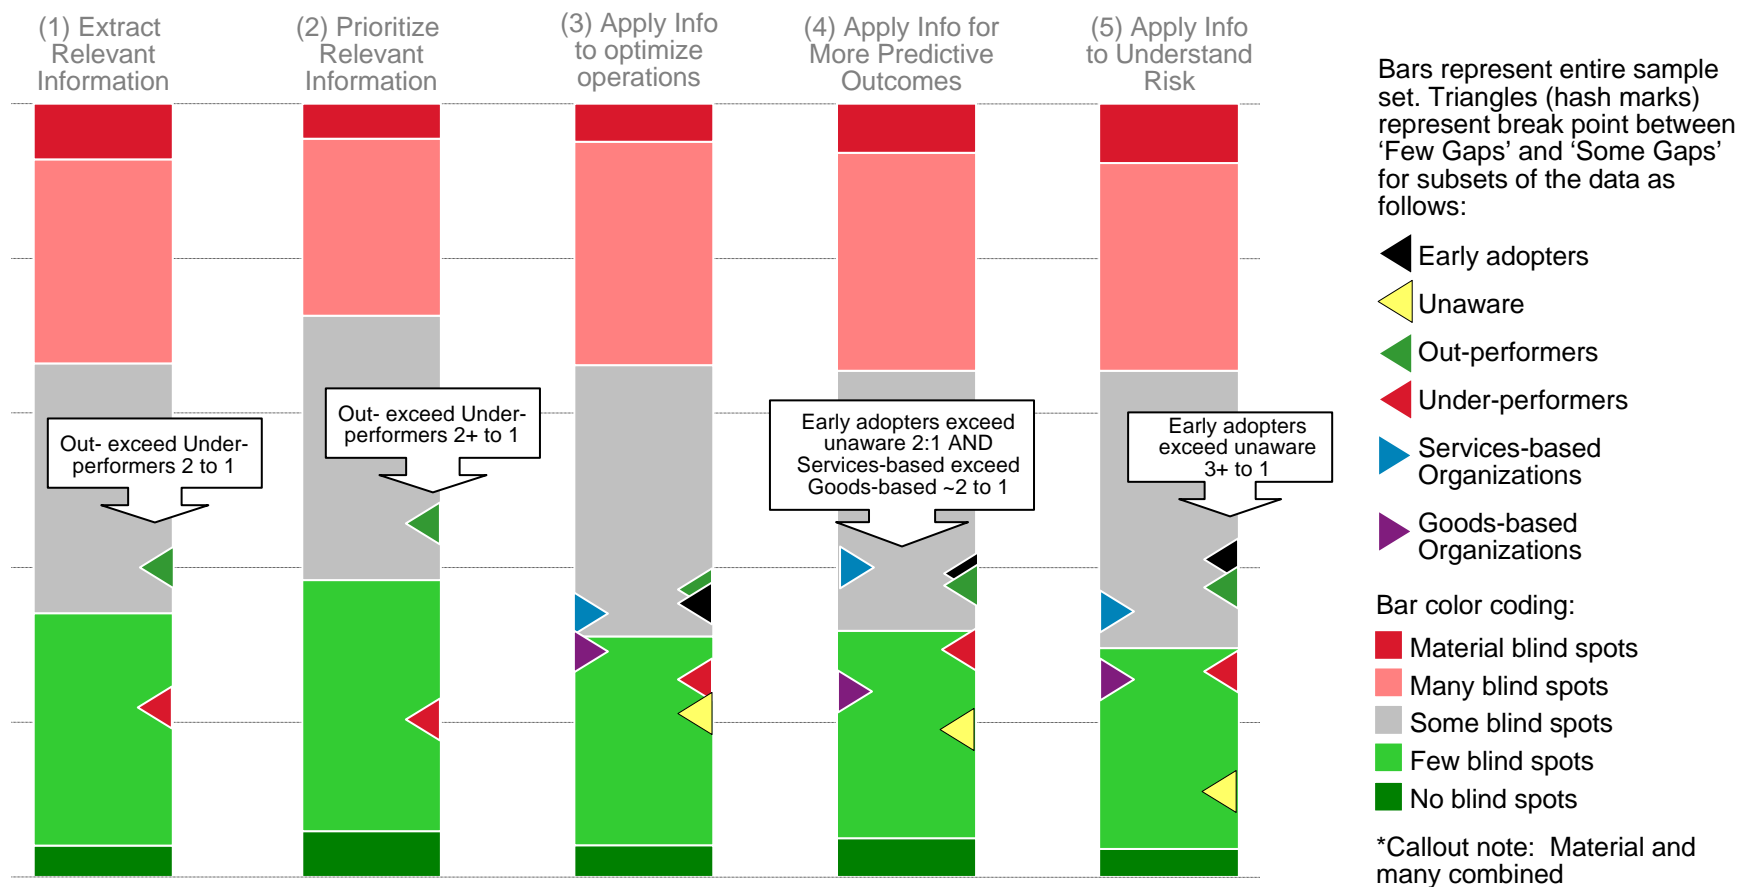 (1) Extract
Relevant
Information
(2) Prioritize
Relevant
Information
(3) Apply Info
to optimize
operations
(4) Apply Info for
More Predictive
Outcomes
(5) Apply Info
to Understand
Risk
Out- exceed Under-
performers 2 to 1
Out- exceed Under-
performers 2+ to 1
Early adopters exceed
unaware 2:1 AND
Services-based exceed
Goods-based ~2 to 1
Early adopters
exceed unaware
3+ to 1
Bars represent entire sample
set. Triangles (hash marks)
represent break point between
‘Few Gaps’ and ‘Some Gaps’
for subsets of the data as
follows:
Early adopters
Unaware
Out-performers
Under-performers
Services-based
Organizations
Goods-based
Organizations
Bar color coding:
Material blind spots
Many blind spots
Some blind spots
Few blind spots
No blind spots
*Callout note:  Material and
many combined